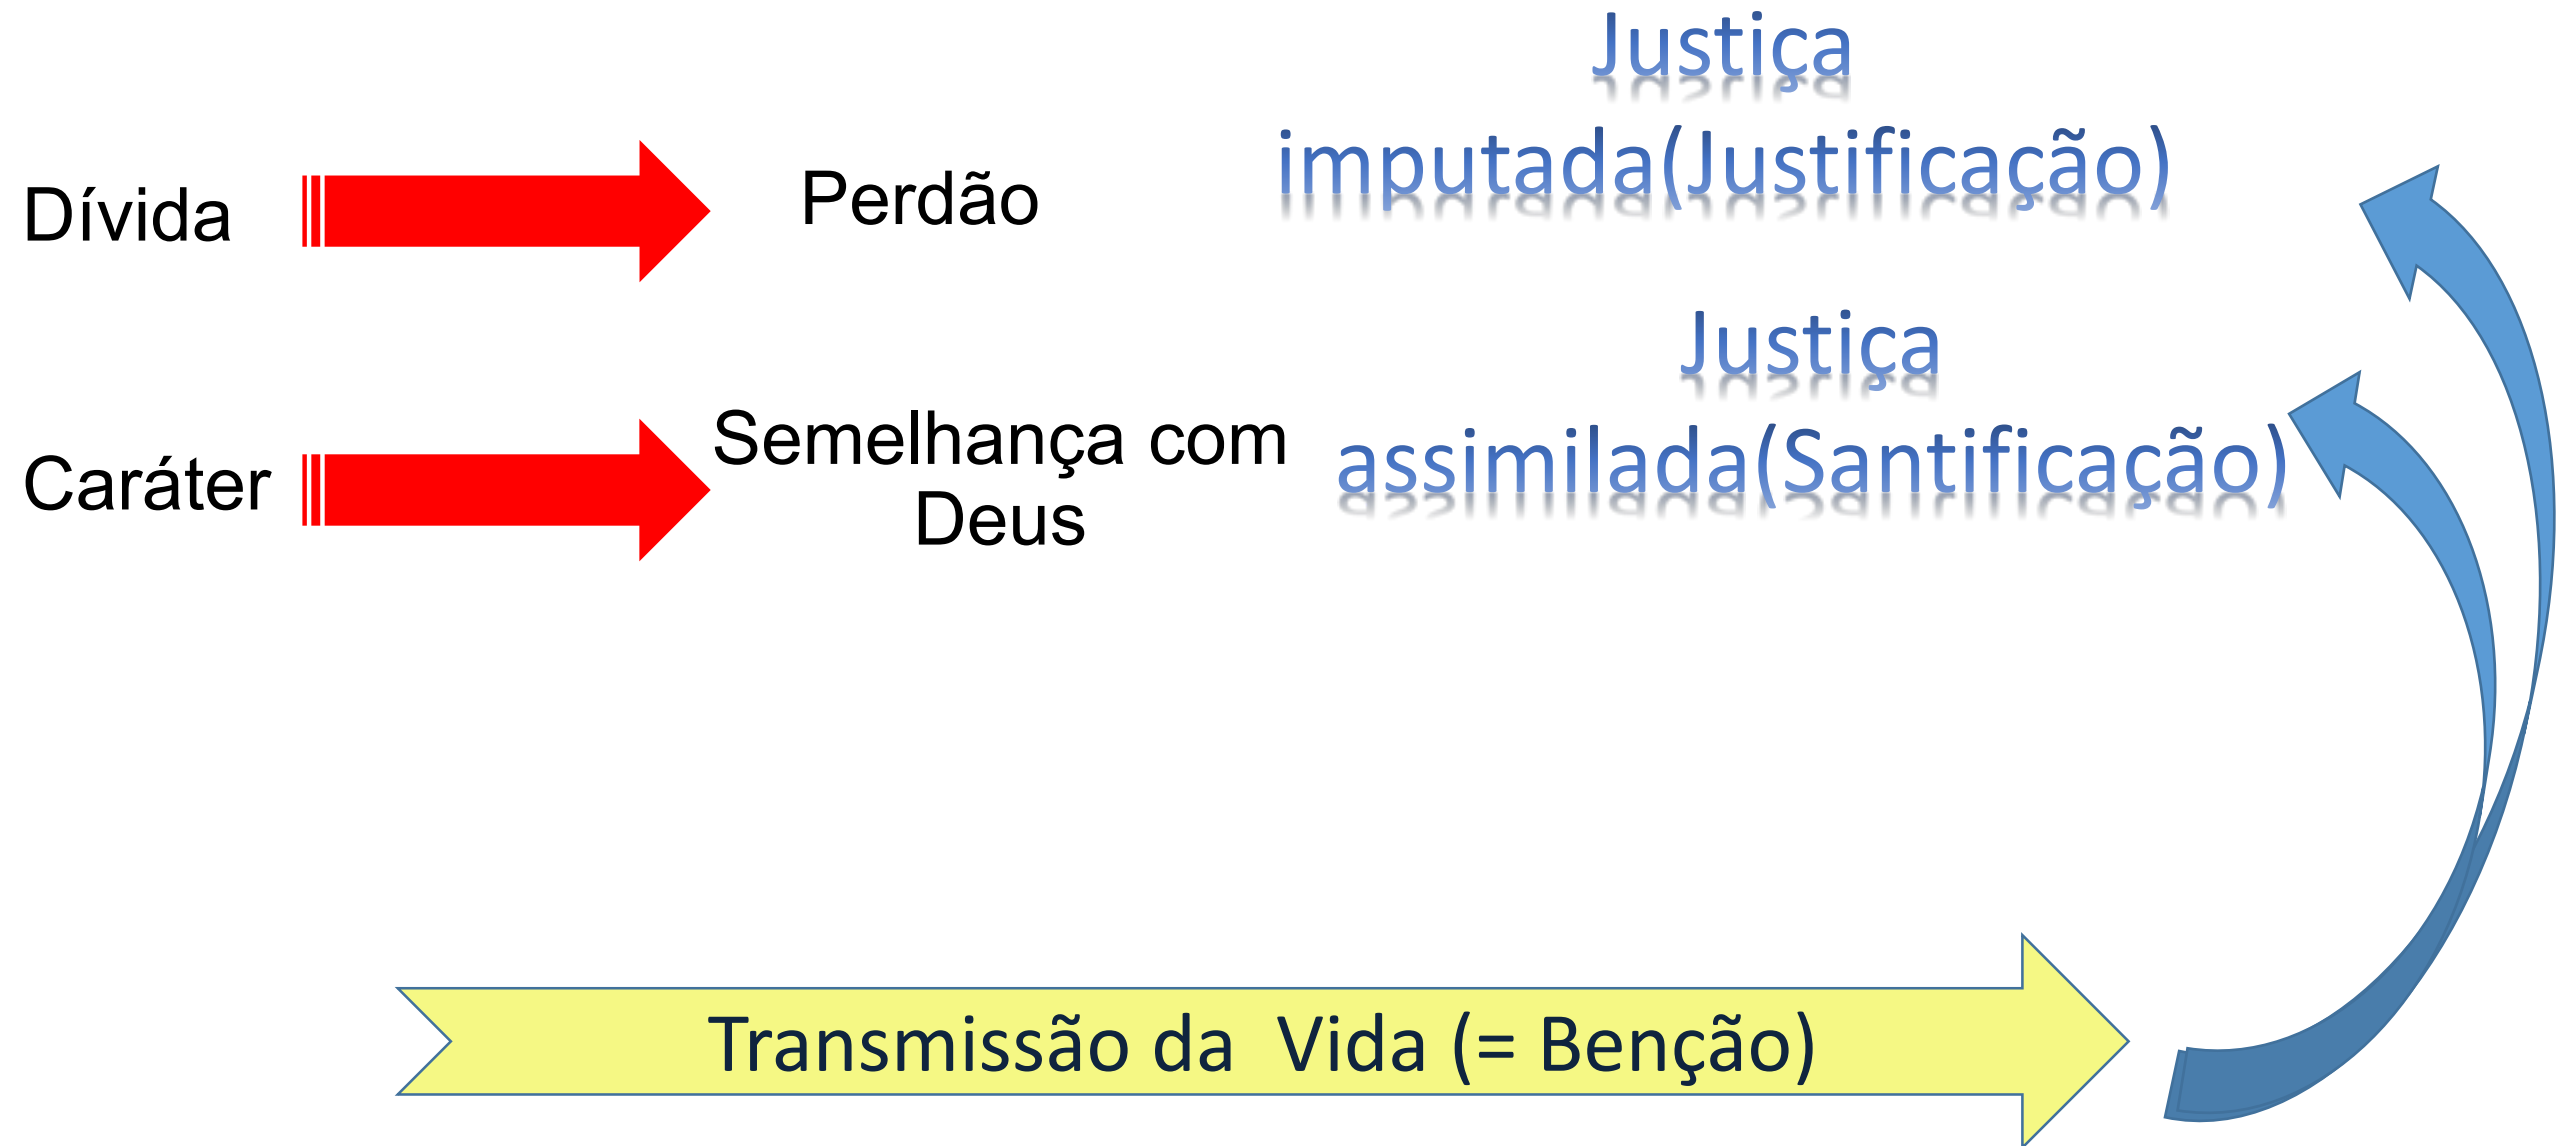 Justiça
imputada(Justificação)
Dívida
Perdão
Justiça
assimilada(Santificação)
Caráter
Semelhança com
Deus
Transmissão da  Vida (= Benção)